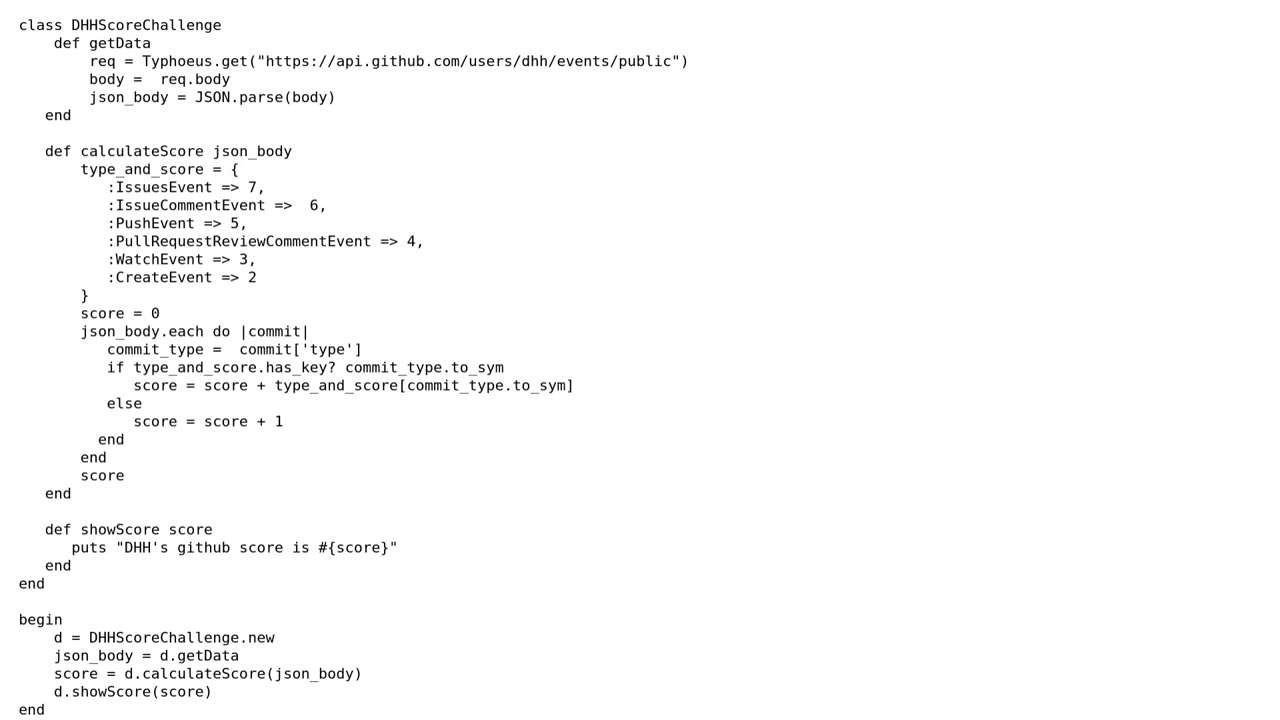 class DHHScoreChallenge
    def getData
        req = Typhoeus.get("https://api.github.com/users/dhh/events/public")
        body =  req.body
        json_body = JSON.parse(body)
   end

   def calculateScore json_body
       type_and_score = {
          :IssuesEvent => 7,
          :IssueCommentEvent =>  6,
          :PushEvent => 5,
          :PullRequestReviewCommentEvent => 4,
          :WatchEvent => 3,
          :CreateEvent => 2
       }
       score = 0
       json_body.each do |commit|
          commit_type =  commit['type']
          if type_and_score.has_key? commit_type.to_sym
             score = score + type_and_score[commit_type.to_sym]
          else
             score = score + 1
         end
       end
       score
   end

   def showScore score
      puts "DHH's github score is #{score}"
   end
end

begin
    d = DHHScoreChallenge.new
    json_body = d.getData
    score = d.calculateScore(json_body)
    d.showScore(score)
end